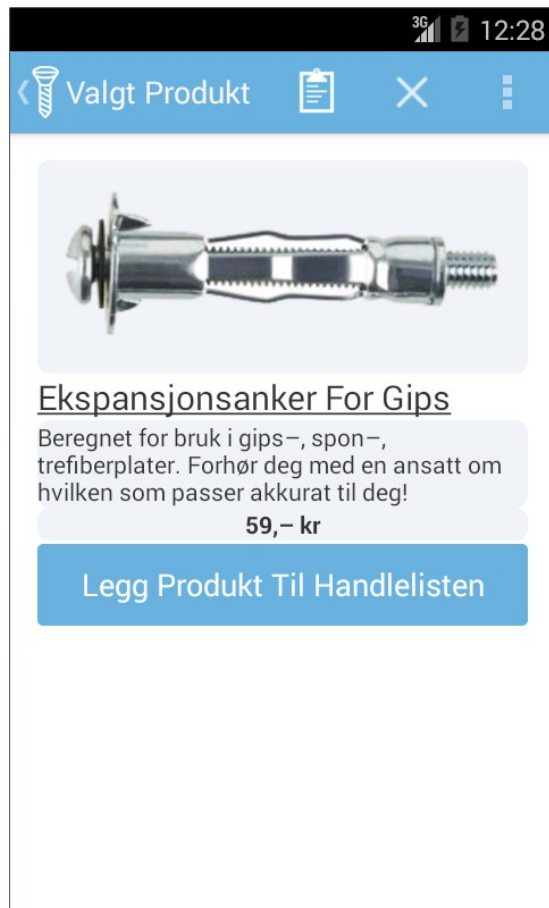 3G 12:28
Valgt Produkt
Ekspansjonsanker For Gips
Beregnet for bruk i gips–, spon–,
trefiberplater. Forhør deg med en ansatt om
hvilken som passer akkurat til deg!
59,– kr
Legg Produkt Til Handlelisten